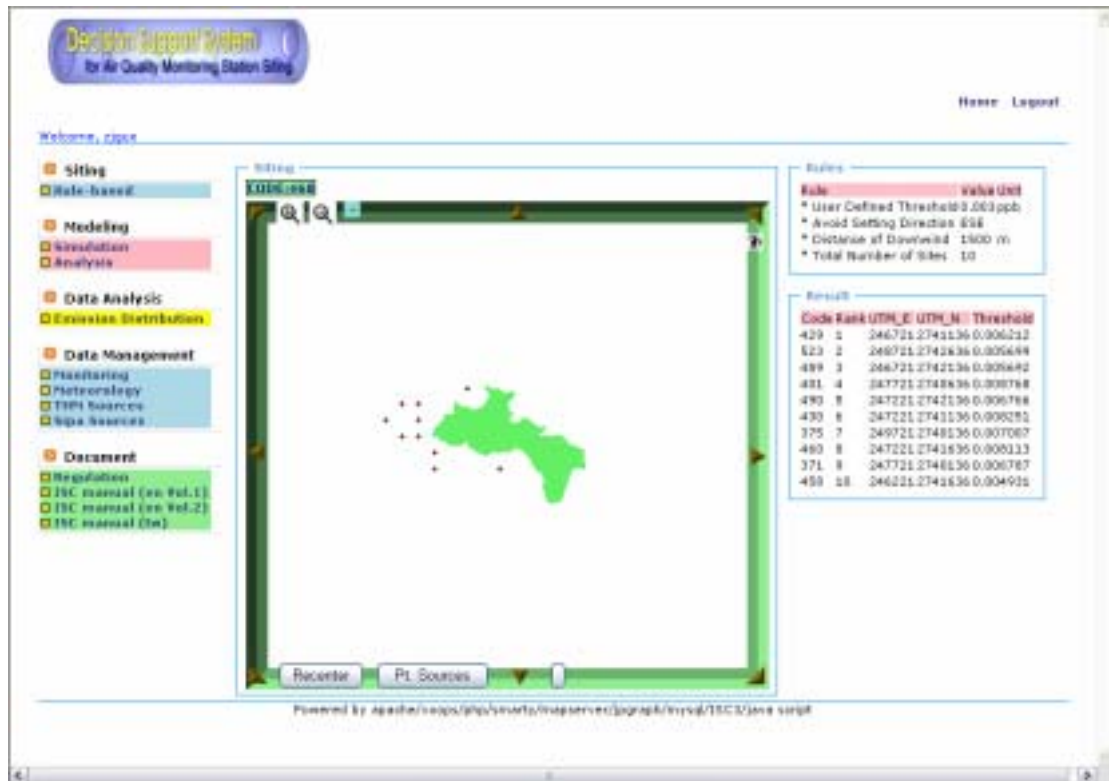 Decision Support System
for Air Quality Monitoring Station Siting
Home Logout
Welcome,
Siting
Rule-based
Modeling
Simulation
Analysis
Data Analysis
Emission Distribution
Data Management
Monitoring
Meteorology
Sources
Sources
Document
Regulation
ISC manual (en Vol.1)
ISC manual (en Vol.2)
ISC manual (tw)
Siting
Recenter
Pt. Sources
Rules
Rule Value Unit
* User Defined Threshold 0.003 ppb
* Avoid Setting Direction ESE
* Distance of Downwind 1500 m
* Total Number of Sites 10
Result
Code Rank UTM_E UTM_N Threshold
429 1 246721 2741136 0.006212
523 2 248721 2742636 0.005699
489 3 246721 2742136 0.005692
4 247721 2740636
490 5 247221 2742136 0.006766
430 6 247221 2741136 0.008251
375 7 249721 2740136 0.007007
460 8 247221 2741636 0.008113
371 9 247721 2740136 0.006787
458 10 246221 2741636 0.004931
Powered by apache/xoops/php/smarty/mapserver/jpgraph/mysql/ISC3/java script